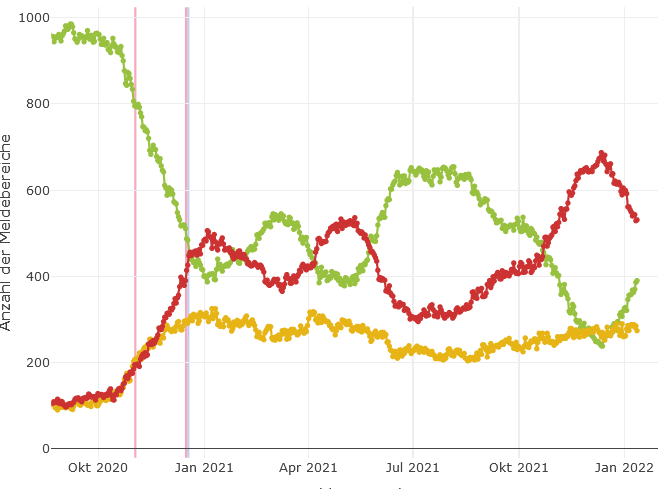 1000
800
600
400
200
0
Anzahl der Meldebereiche
Okt 2020
Jan 2021
Apr 2021
Jul 2021
Okt 2021
Jan 2022